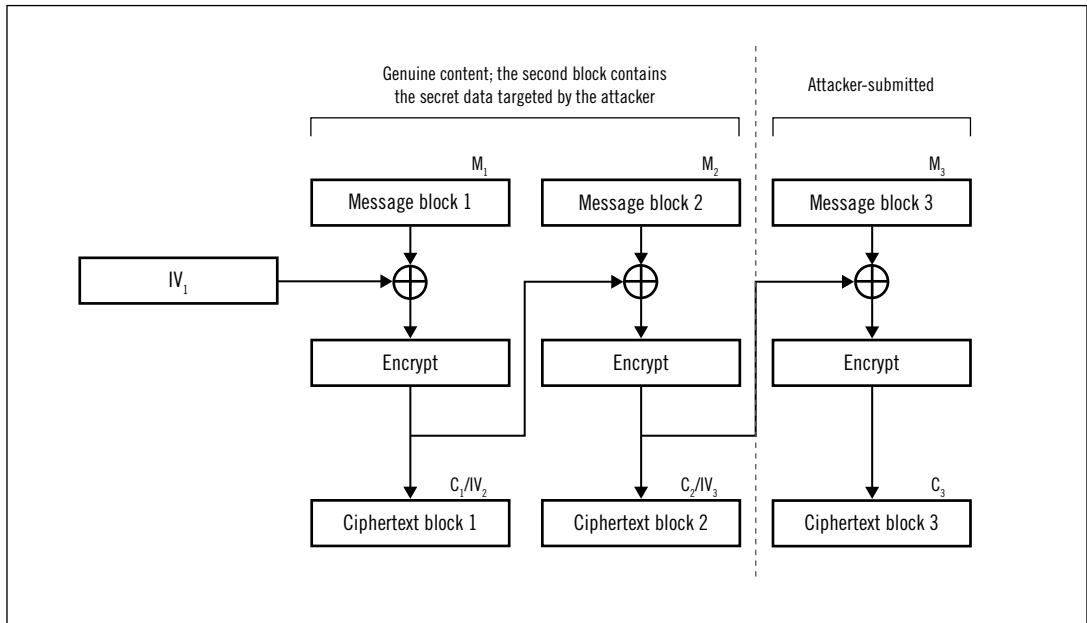 Genuine content; the second block contains
the secret data targeted by the attacker
Attacker-submitted
M₁
M₂
M₃
Message block 1
Message block 2
Message block 3
IV₁
Encrypt
Encrypt
Encrypt
C₁/IV₂
C₂/IV₃
C₃
Ciphertext block 1
Ciphertext block 2
Ciphertext block 3